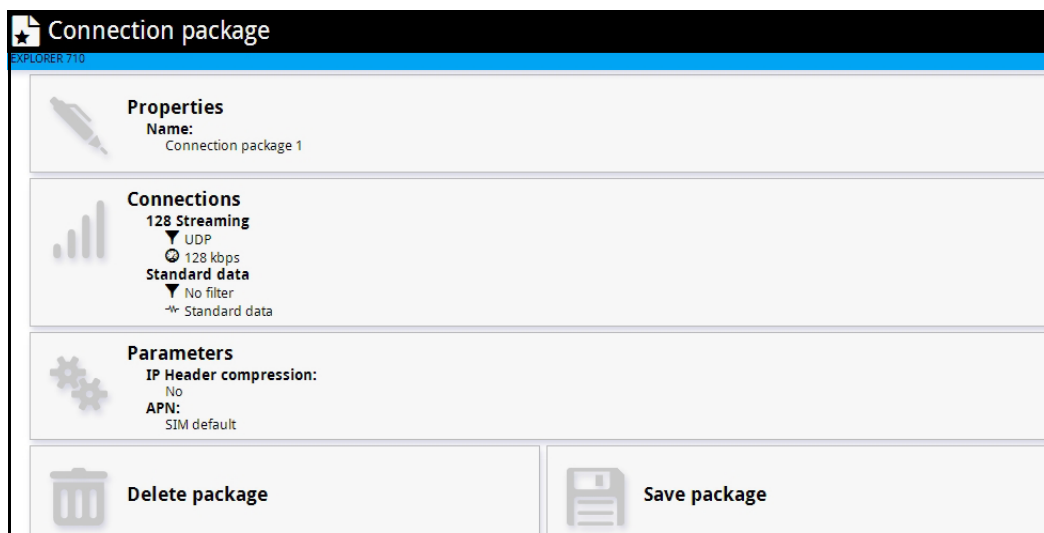 Connection package
EXPLORER 710
Properties
Name:
Connection package 1
Connections
128 Streaming
UDP
128 kbps
Standard data
No filter
Standard data
Parameters
IP Header compression:
No
APN:
SIM default
Delete package
Save package